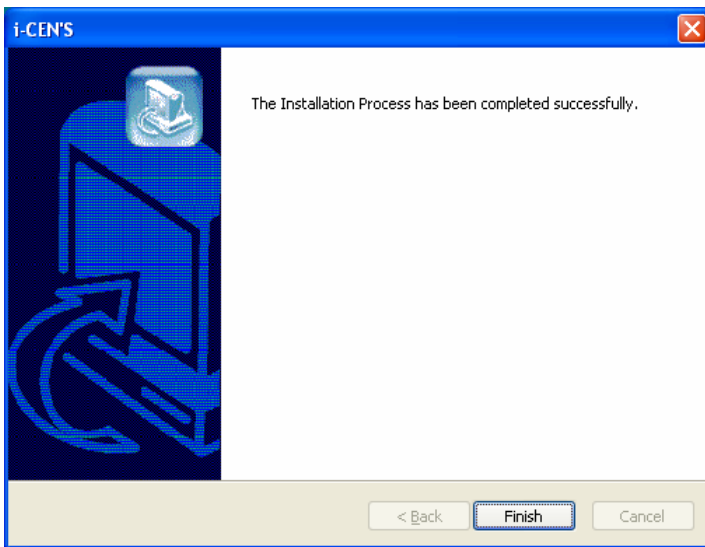 i-CEN'S
The Installation Process has been completed successfully.
< Back
Finish
Cancel